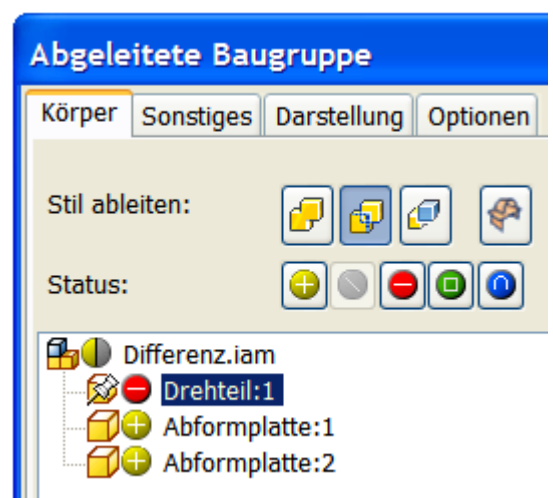 Abgeleitete Baugruppe
Körper Sonstiges Darstellung Optionen
Stil ableiten:
Status:
Differenz.iam
Drehteil:1
Abformplatte:1
Abformplatte:2